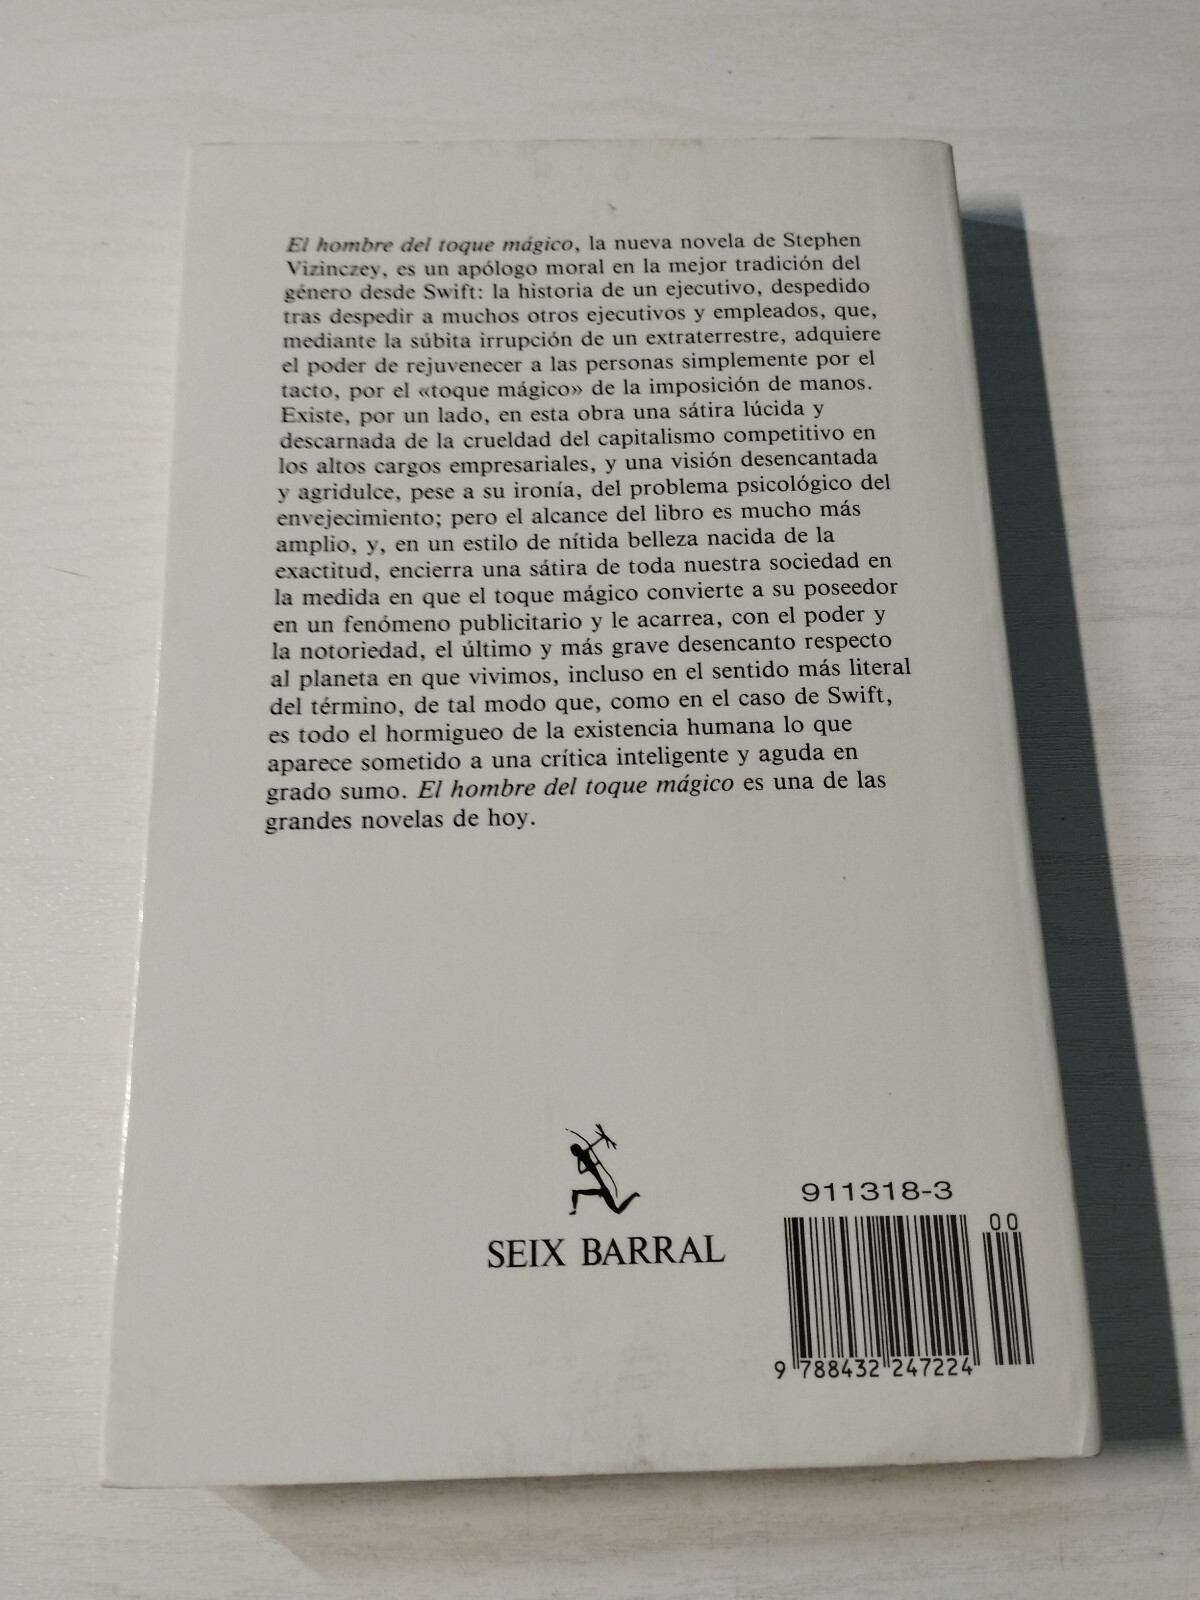 El hombre del toque mágico, la nueva novela de Stephen
Vizinczey, es un apólogo moral en la mejor tradición del
género desde Swift: la historia de un ejecutivo, despedido
tras despedir a muchos otros ejecutivos y empleados, que,
mediante la súbita irrupción de un extraterrestre, adquiere
el poder de rejuvenecer a las personas simplemente por el
tacto, por el «toque mágico» de la imposición de manos.
Existe, por un lado, en esta obra una sátira lúcida y
descarnada de la crueldad del capitalismo competitivo en
los altos cargos empresariales, y una visión desencantada
y agridulce, pese a su ironía, del problema psicológico del
envejecimiento; pero el alcance del libro es mucho más
amplio, y, en un estilo de nítida belleza nacida de la
exactitud, encierra una sátira de toda nuestra sociedad en
la medida en que el toque mágico convierte a su poseedor
en un fenómeno publicitario y le acarrea, con el poder y
la notoriedad, el último y más grave desencanto respecto
al planeta en que vivimos, incluso en el sentido más literal
del término, de tal modo que, como en el caso de Swift,
es todo el hormigueo de la existencia humana lo que
aparece sometido a una crítica inteligente y aguda en
grado sumo. El hombre del toque mágico es una de las
grandes novelas de hoy.
SEIX BARRAL
911318-3
00
9 788432 247224